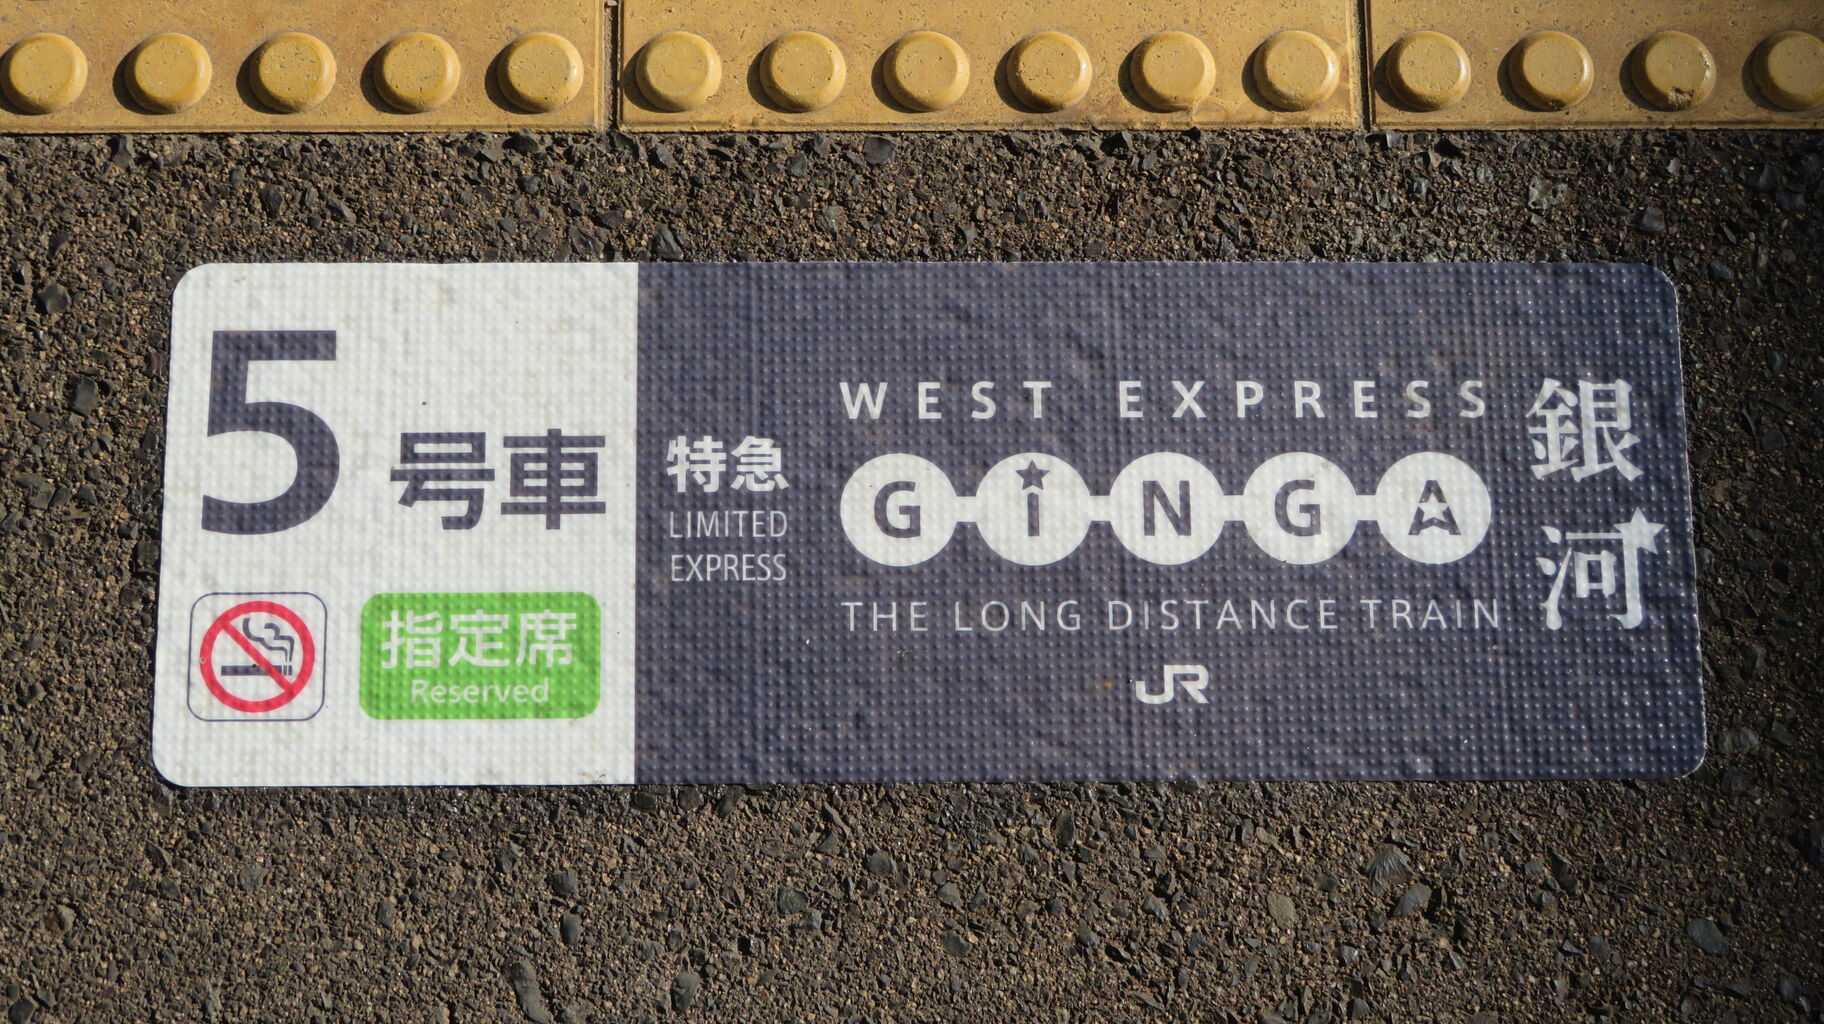 5号車
指定席
Reserved
特急
LIMITED
EXPRESS
WEST EXPRESS
GINGA
THE LONG DISTANCE TRAIN
JR
銀河